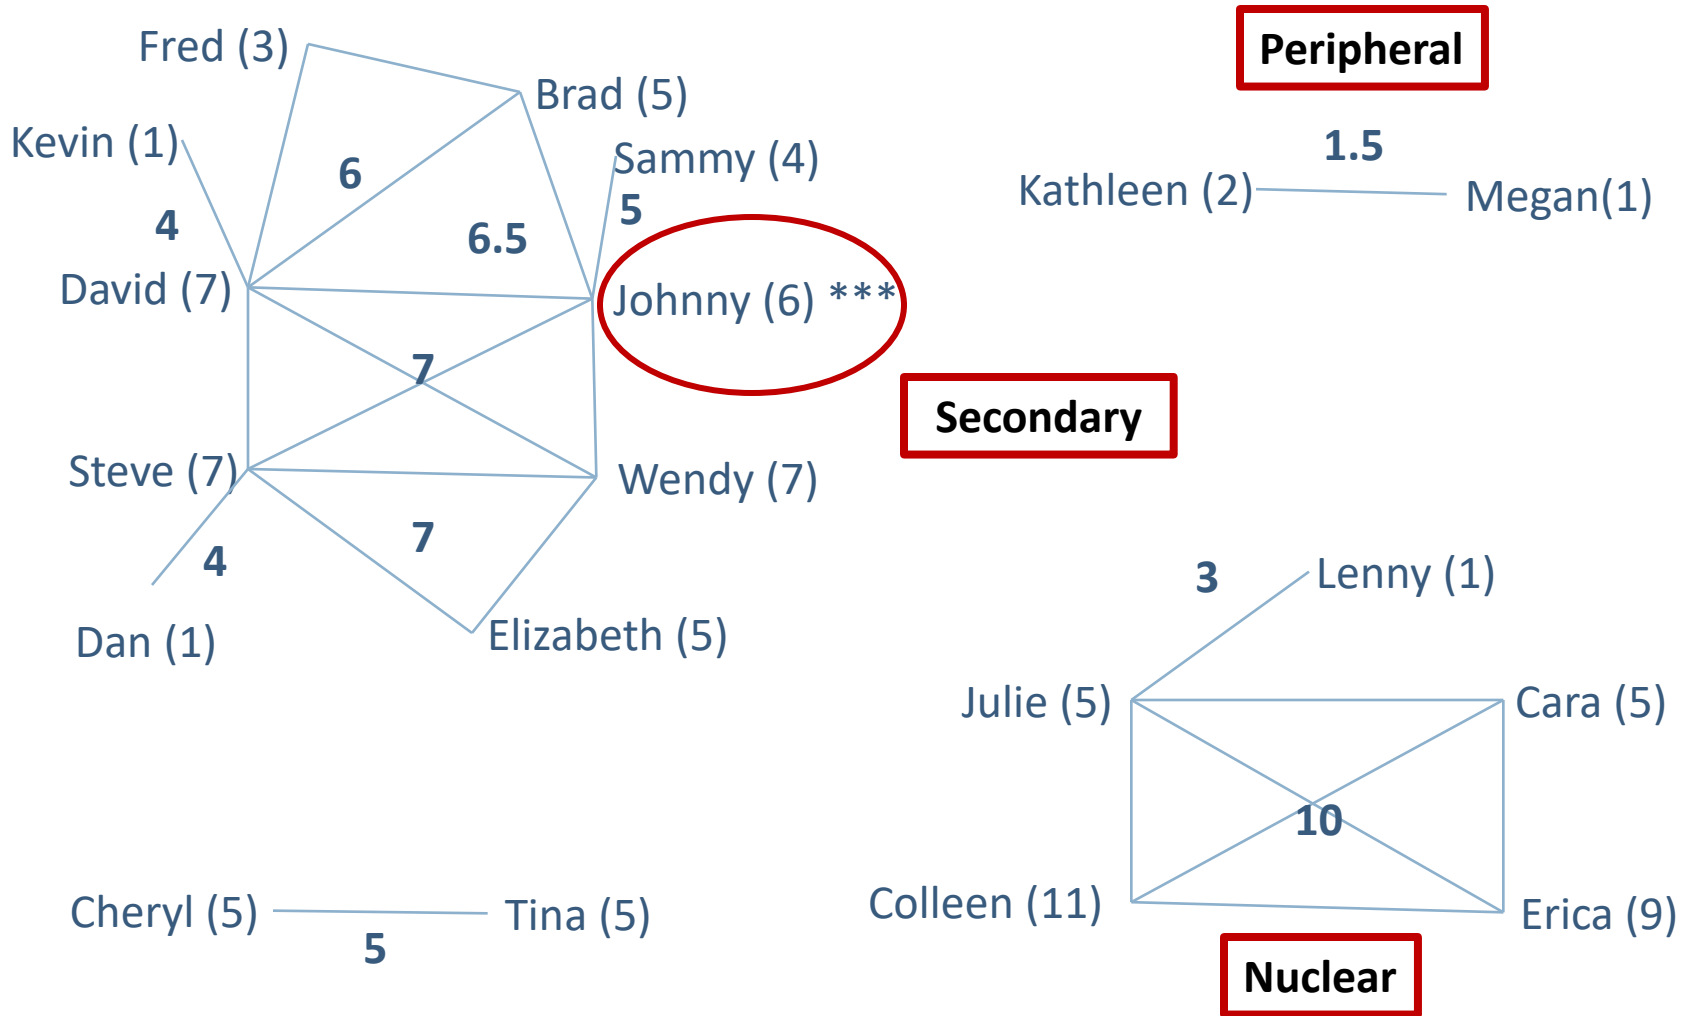 Fred (3)
Brad (5)
Kevin (1)
Sammy (4)
6
4
5
6.5
David (7)
Johnny (6) ***
7
Steve (7)
Wendy (7)
7
4
Dan (1)
Elizabeth (5)
Peripheral
1.5
Kathleen (2)
Megan(1)
Secondary
3
Lenny (1)
Julie (5)
Cara (5)
10
Colleen (11)
Erica (9)
Nuclear
Cheryl (5)
Tina (5)
5